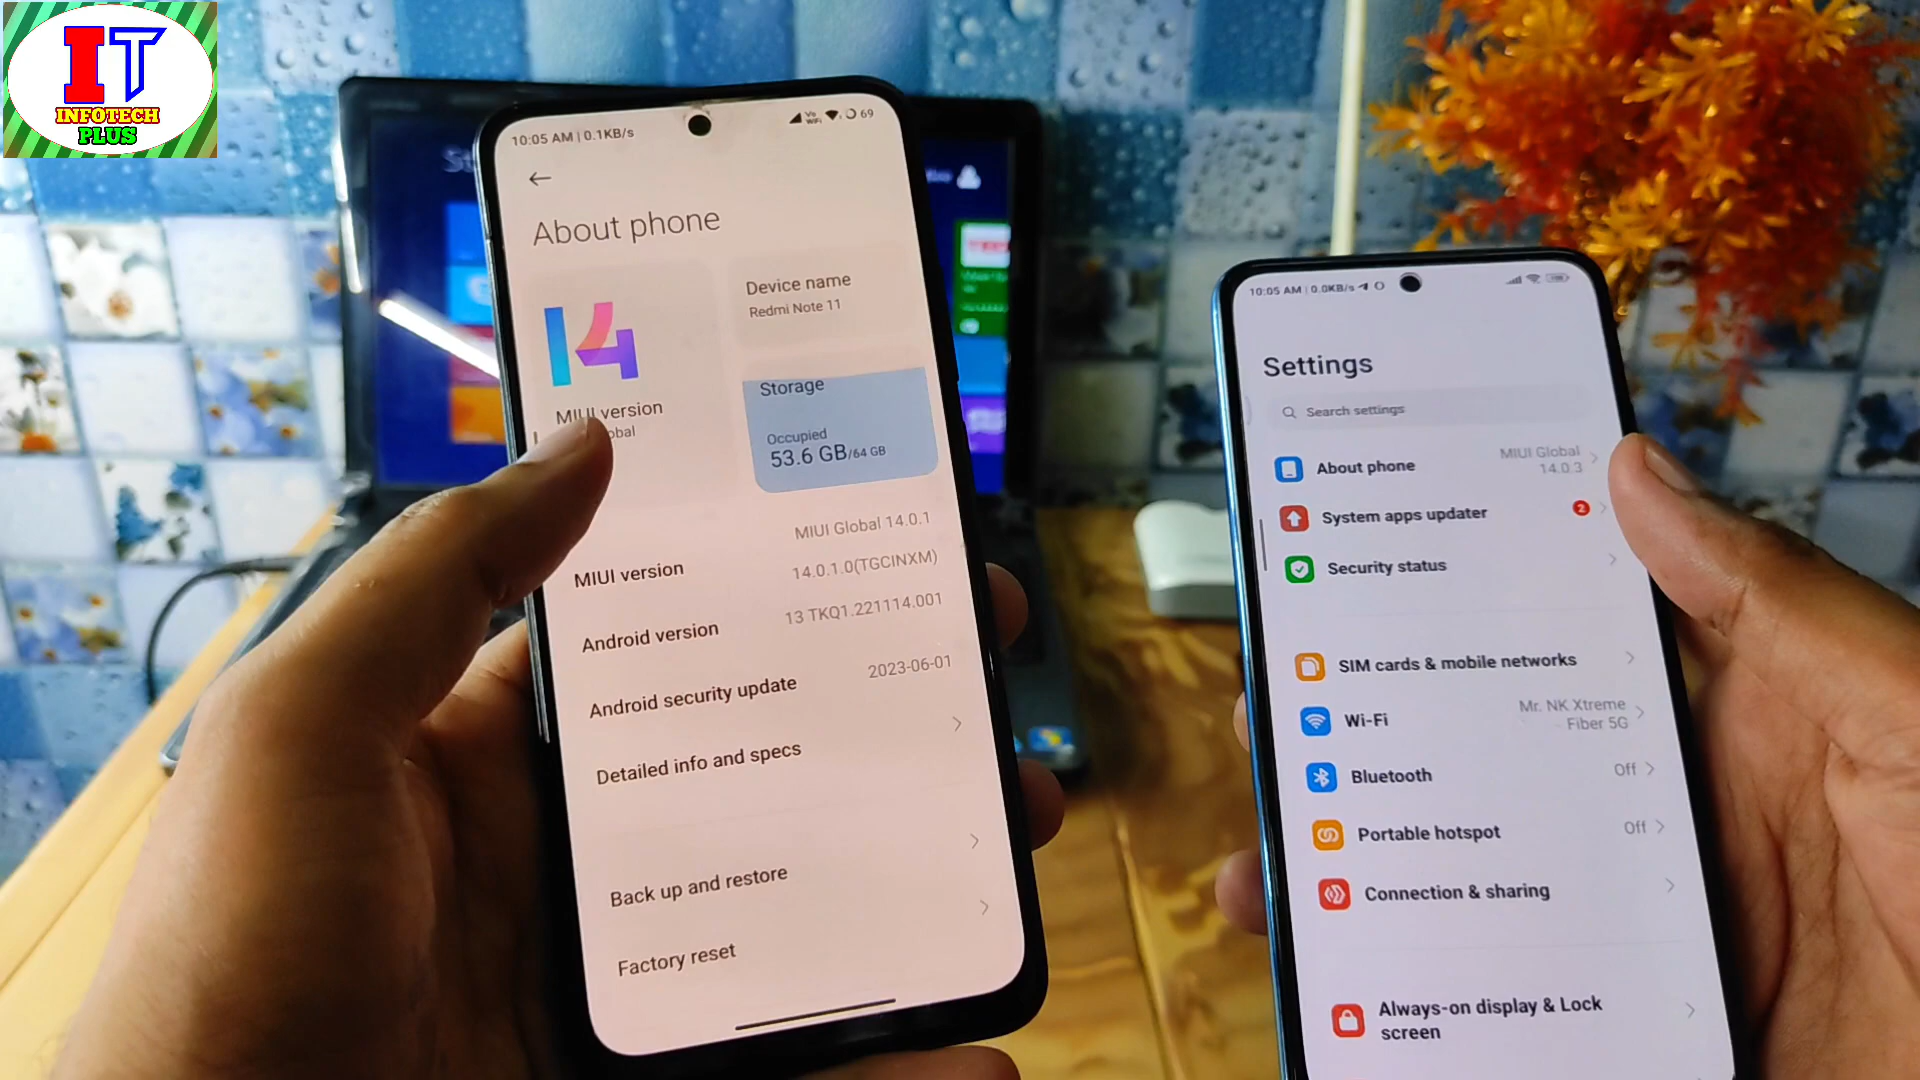 IT
INFOTECH
PLUS
10:05 AM | 0.1KB/s
Vo
WiFi
69
About phone
14
MIUI version
Device name
Redmi Note 11
Storage
Occupied
53.6 GB/64 GB
MIUI version
MIUI Global 14.0.1
14.0.1.0(TGCINXM)
Android version
13 TKQ1.221114.001
Android security update
2023-06-01
Detailed info and specs
Back up and restore
Factory reset
10:05 AM | 0.0KB/s
Settings
Search settings
About phone
MIUI Global
14.0.3
System apps updater
2
Security status
SIM cards & mobile networks
Wi-Fi
Mr. NK Xtreme
Fiber 5G
Bluetooth
Off
Portable hotspot
Off
Connection & sharing
Always-on display & Lock
screen